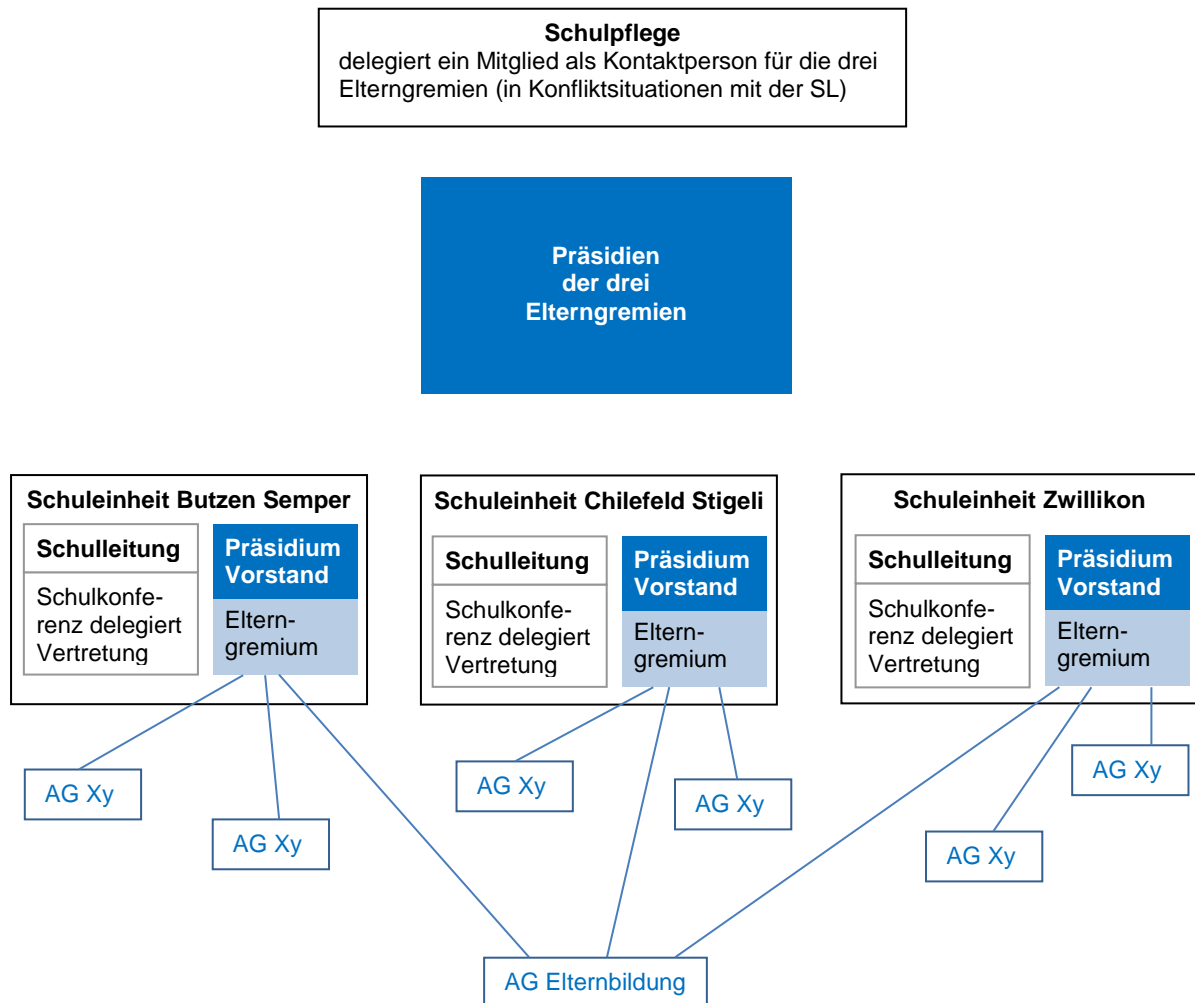 Schulpflege
delegiert ein Mitglied als Kontaktperson für die drei
Elterngremien (in Konfliktsituationen mit der SL)
Präsidien
der drei
Elterngremien
Schuleinheit Butzen Semper
Schulleitung
Schulkonfe-
renz delegiert
Vertretung
Präsidium
Vorstand
Eltern-
gremium
Schuleinheit Chilefeld Stigeli
Schulleitung
Schulkonfe-
renz delegiert
Vertretung
Präsidium
Vorstand
Eltern-
gremium
Schuleinheit Zwillikon
Schulleitung
Schulkonfe-
renz delegiert
Vertretung
Präsidium
Vorstand
Eltern-
gremium
AG Xy
AG Xy
AG Xy
AG Xy
AG Xy
AG Xy
AG Elternbildung